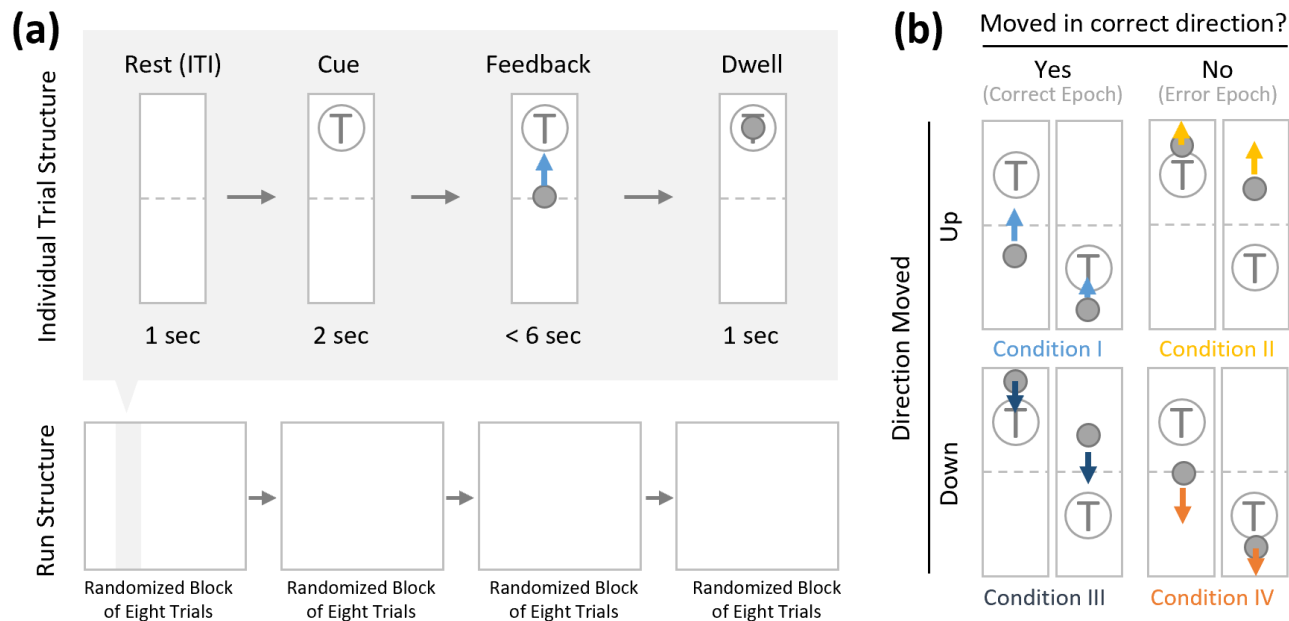 (a)
Individual Trial Structure
Rest (ITI)
Cue
Feedback
Dwell
T
T
T
1 sec
2 sec
< 6 sec
1 sec
Run Structure
Randomized Block
of Eight Trials
Randomized Block
of Eight Trials
Randomized Block
of Eight Trials
Randomized Block
of Eight Trials
(b)
Moved in correct direction?
Yes
(Correct Epoch)
No
(Error Epoch)
Direction Moved
Up
T
T
T
T
Condition I
Condition II
Down
T
T
T
T
Condition III
Condition IV